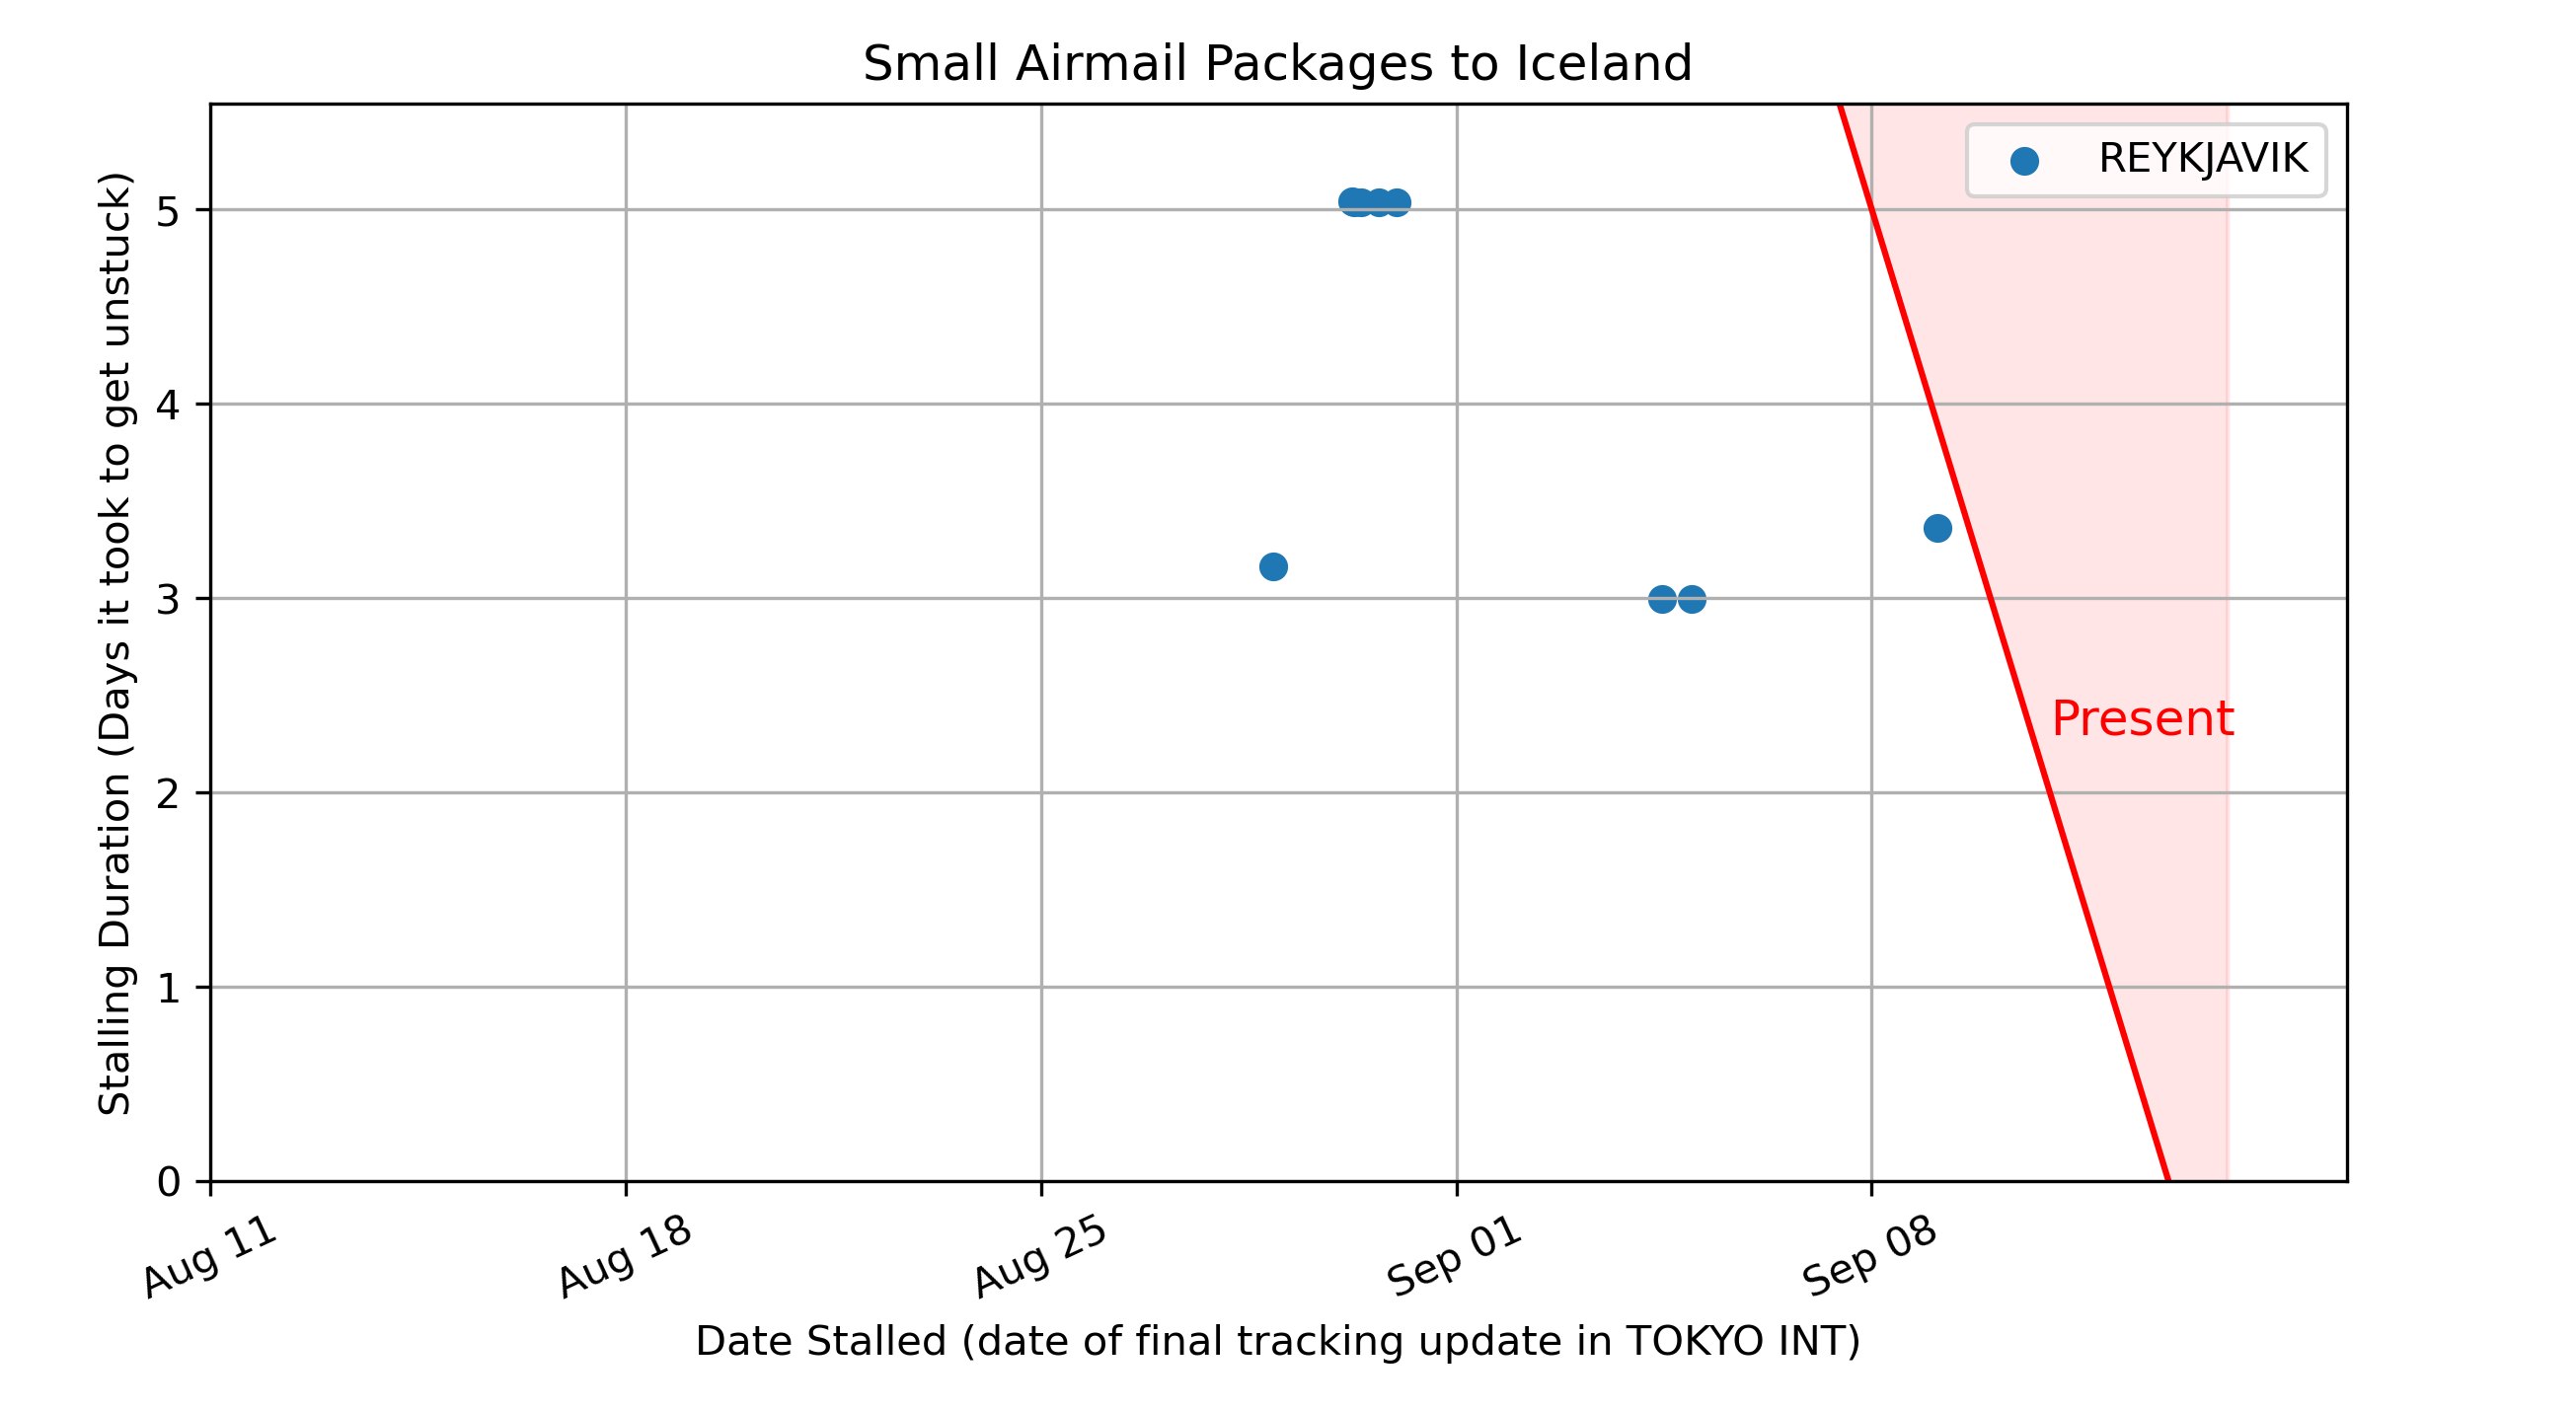 Small Airmail Packages to Iceland
REYKJAVIK
Stalling Duration (Days it took to get unstuck)
5
4
3
2
1
0
Present
Aug 11
Aug 18
Aug 25
Sep 01
Sep 08
Date Stalled (date of final tracking update in TOKYO INT)